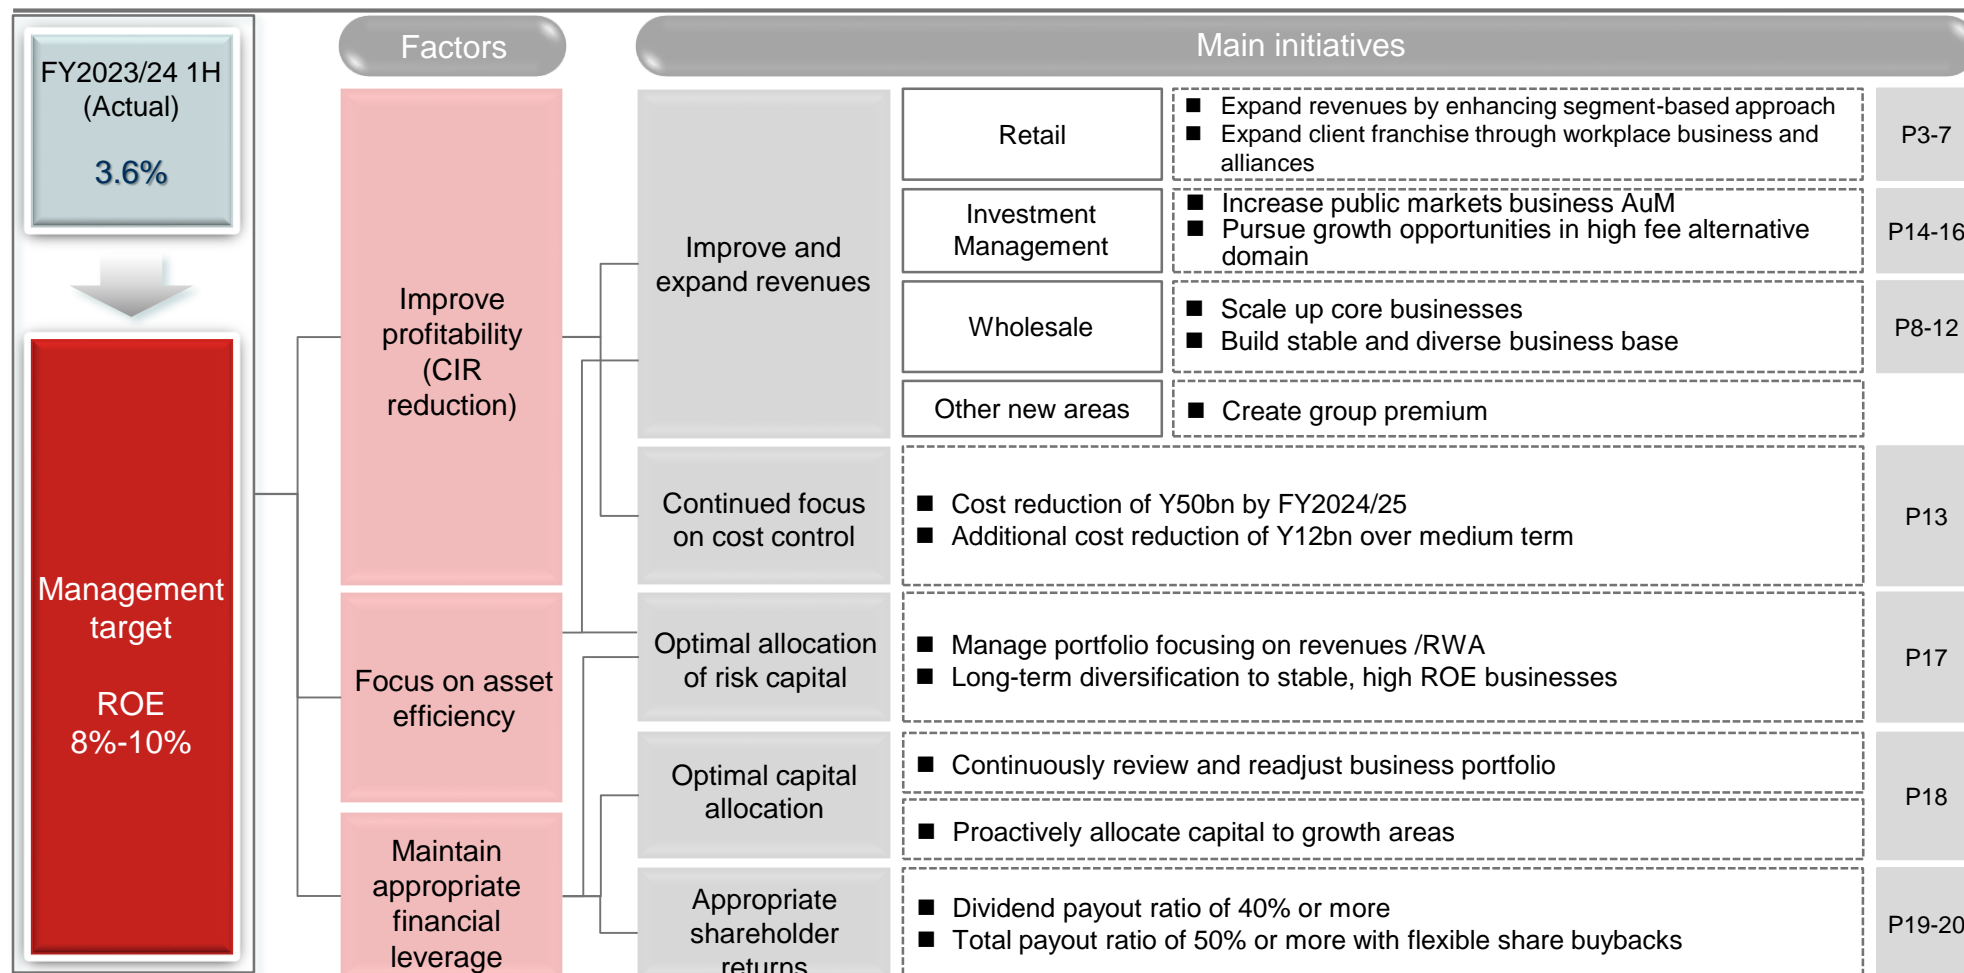 FY2023/24 1H
(Actual)
3.6%
Management
target
ROE
8%-10%
Factors
Main initiatives
Improve
profitability
(CIR
reduction)
Focus on asset
efficiency
Maintain
appropriate
financial
leverage
Improve and
expand revenues
Retail
■ Expand revenues by enhancing segment-based approach
■ Expand client franchise through workplace business and
alliances
P3-7
Investment
Management
■ Increase public markets business AuM
■ Pursue growth opportunities in high fee alternative
domain
P14-16
Wholesale
■ Scale up core businesses
■ Build stable and diverse business base
P8-12
Other new areas
■ Create group premium
Continued focus
on cost control
■ Cost reduction of Y50bn by FY2024/25
■ Additional cost reduction of Y12bn over medium term
P13
Optimal allocation
of risk capital
■ Manage portfolio focusing on revenues /RWA
■ Long-term diversification to stable, high ROE businesses
P17
Optimal capital
allocation
■ Continuously review and readjust business portfolio
■ Proactively allocate capital to growth areas
P18
Appropriate
shareholder
returns
■ Dividend payout ratio of 40% or more
■ Total payout ratio of 50% or more with flexible share buybacks
P19-20